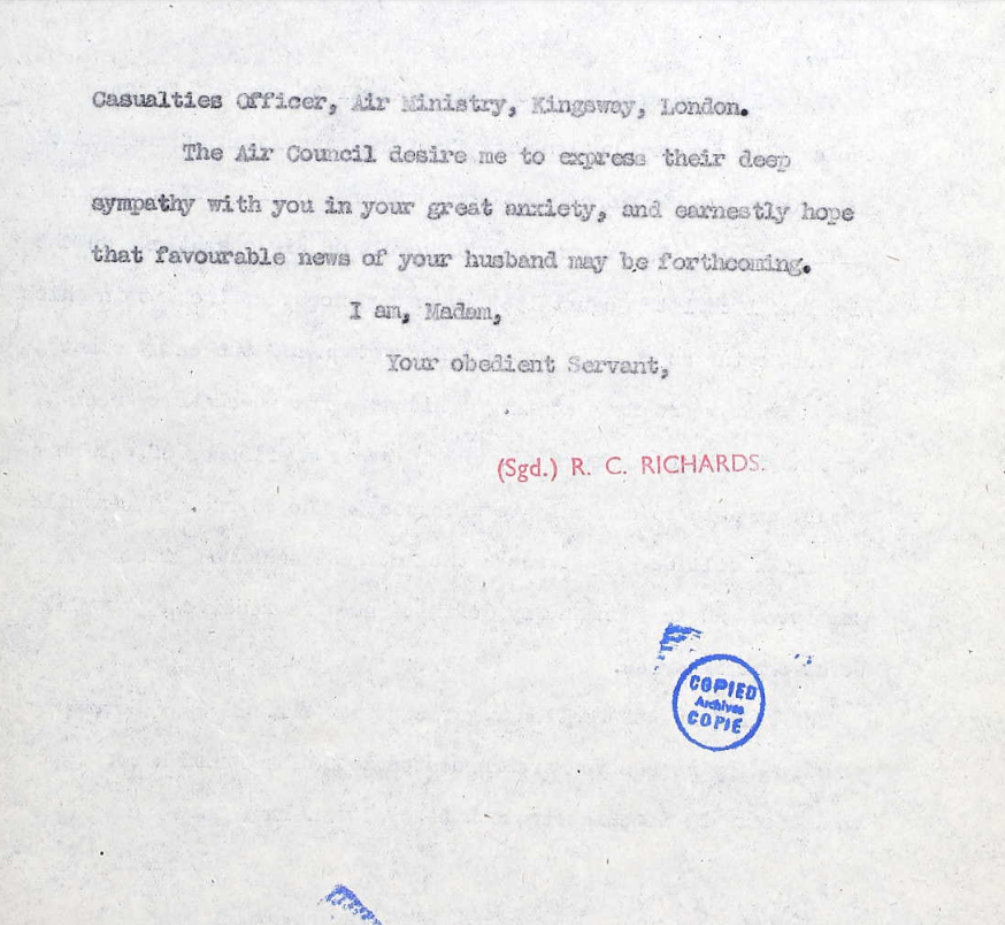 Casualties Officer, Air Ministry, Kingsway, London.
The Air Council desire me to express their deep
sympathy with you in your great anxiety, and earnestly hope
that favourable news of your husband may be forthcoming.
I am, Madam,
Your obedient Servant,
(Sgd.) R. C. RICHARDS.
COPIED
Archives
COPIÉ